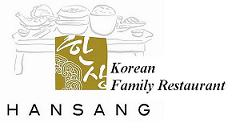 한상
Korean
Family Restaurant
HANSANG